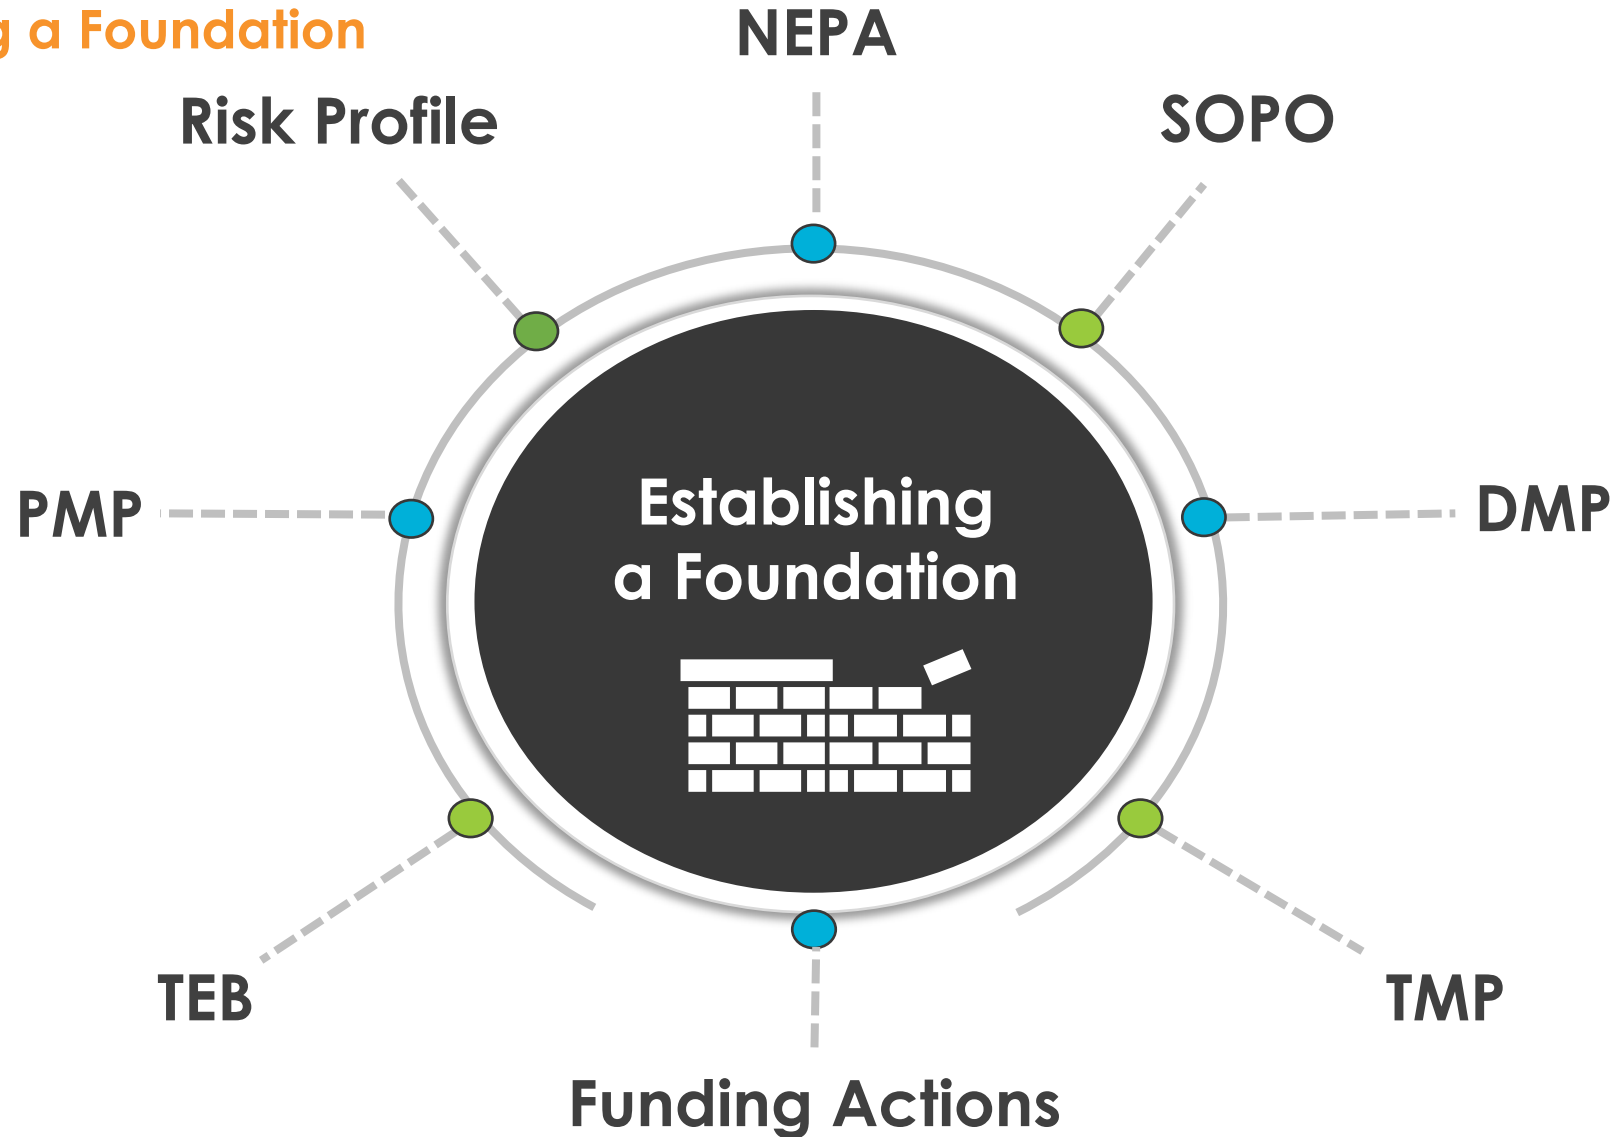 a Foundation
NEPA
Risk Profile
SOPO
PMP
DMP
Establishing
a Foundation
TEB
TMP
Funding Actions